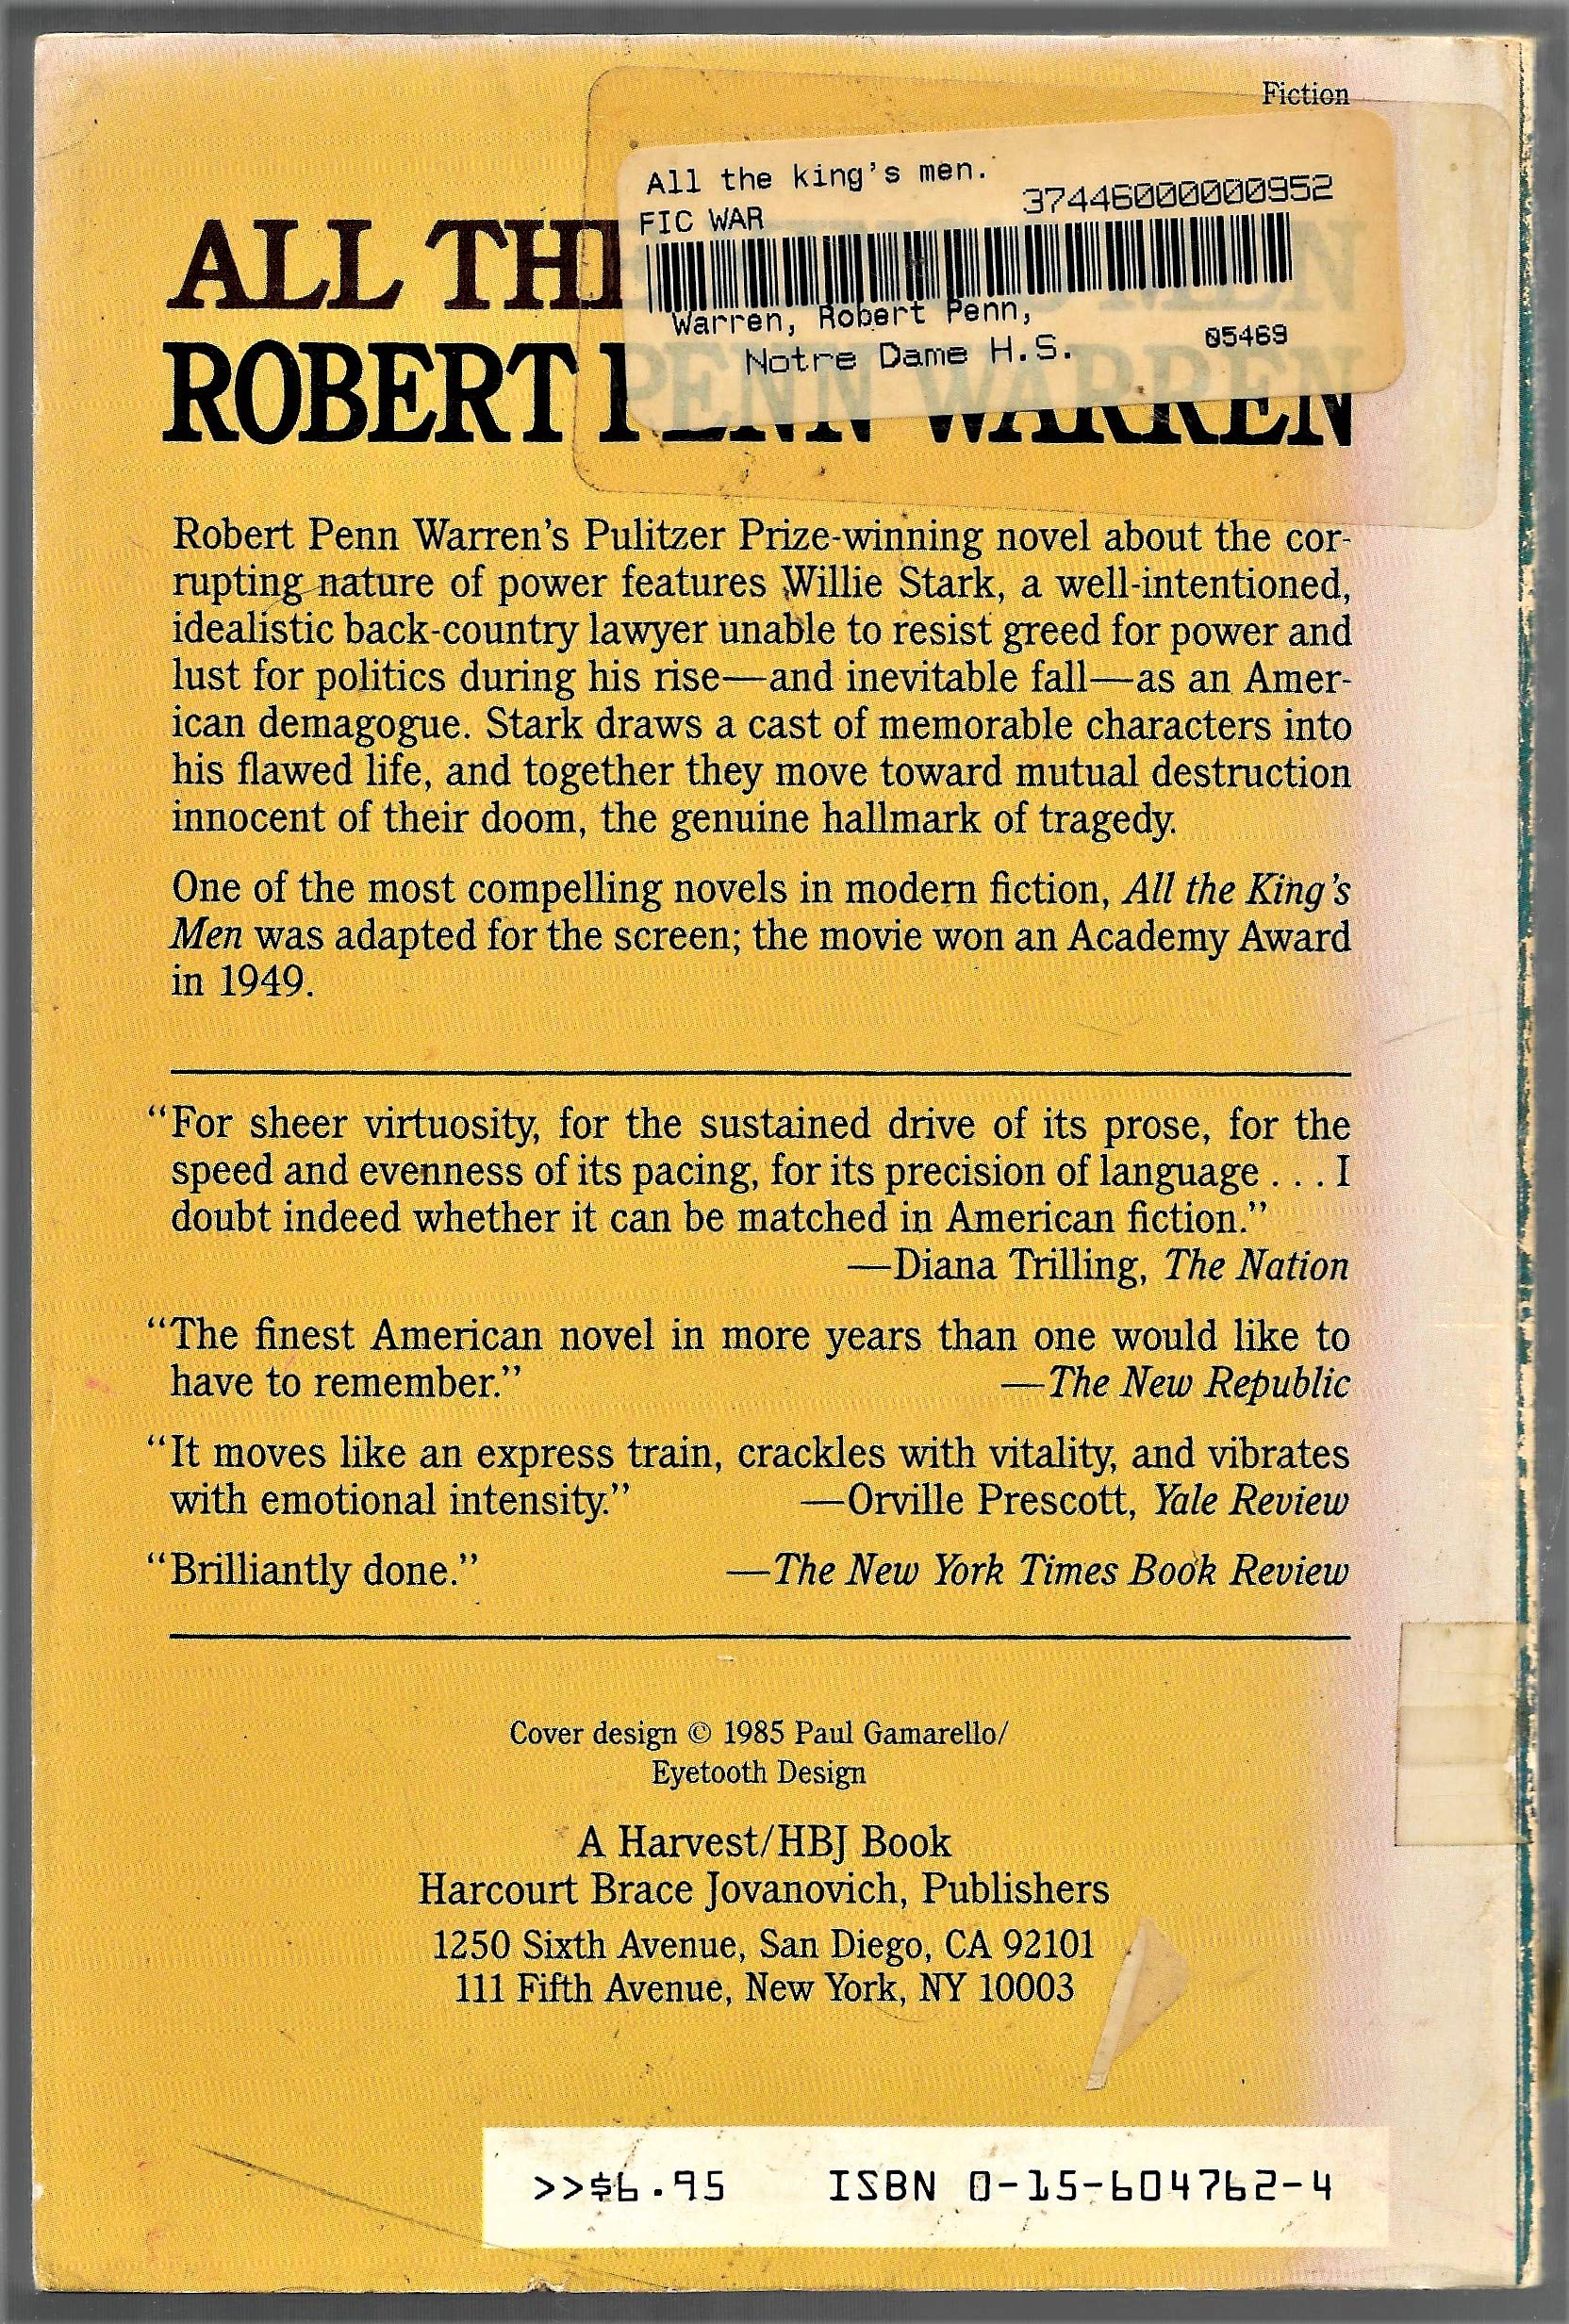 Fiction
All the king's men.
37446000000952
FIC WAR
Warren, Robert Penn,
05469
Notre Dame H.S.
ALL THE KING'S MEN
ROBERT PENN WARREN
Robert Penn Warren's Pulitzer Prize-winning novel about the cor-
rupting nature of power features Willie Stark, a well-intentioned,
idealistic back-country lawyer unable to resist greed for power and
lust for politics during his rise—and inevitable fall—as an Amer-
ican demagogue. Stark draws a cast of memorable characters into
his flawed life, and together they move toward mutual destruction
innocent of their doom, the genuine hallmark of tragedy.
One of the most compelling novels in modern fiction, All the King's
Men was adapted for the screen; the movie won an Academy Award
in 1949.
“For sheer virtuosity, for the sustained drive of its prose, for the
speed and evenness of its pacing, for its precision of language . . . I
doubt indeed whether it can be matched in American fiction.”
—Diana Trilling, The Nation
“The finest American novel in more years than one would like to
have to remember.” —The New Republic
“It moves like an express train, crackles with vitality, and vibrates
with emotional intensity.” —Orville Prescott, Yale Review
“Brilliantly done.” —The New York Times Book Review
Cover design © 1985 Paul Gamarello/
Eyetooth Design
A Harvest/HBJ Book
Harcourt Brace Jovanovich, Publishers
1250 Sixth Avenue, San Diego, CA 92101
111 Fifth Avenue, New York, NY 10003
>>$6.95 ISBN 0-15-604762-4